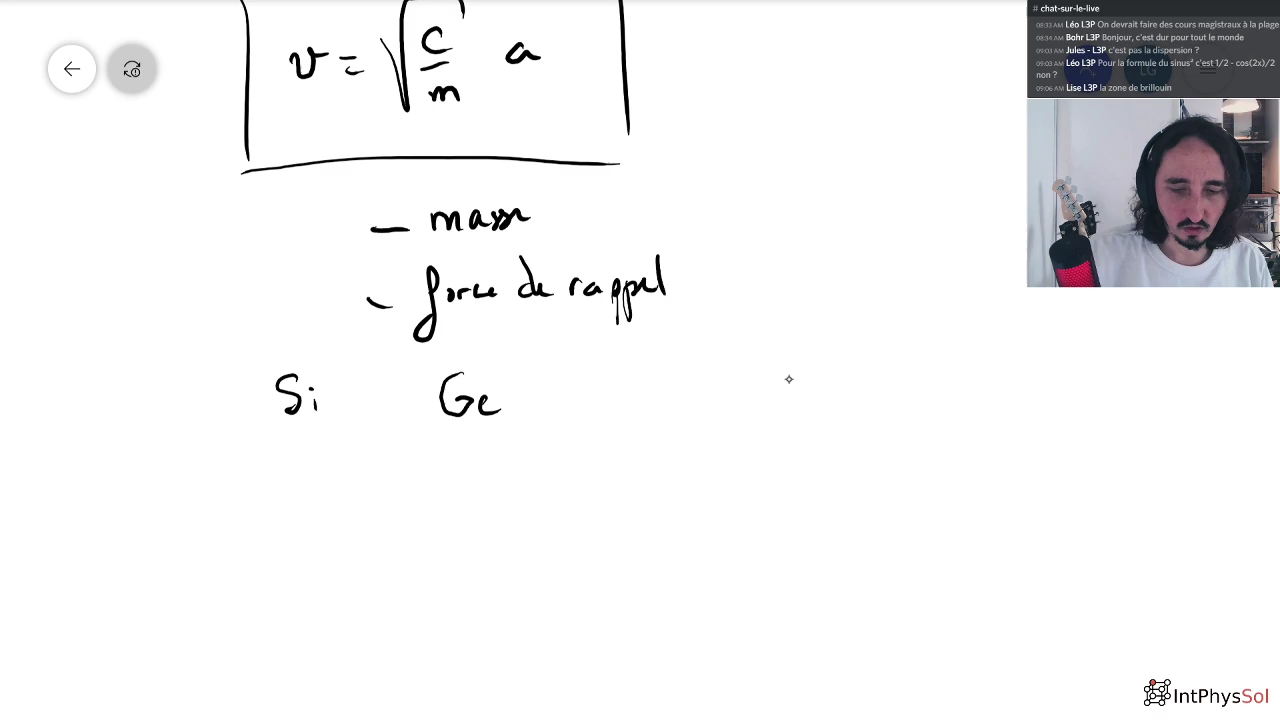 v = √(C/m) a
– masse
– force de rappel
Si Ge
# chat-sur-le-live
08:33 AM Léo L3P On devrait faire des cours magistraux à la plage
08:34 AM Bohr L3P Bonjour, c'est dur pour tout le monde
09:03 AM Jules - L3P c'est pas la dispersion ?
09:03 AM Léo L3P Pour la formule du sinus² c'est 1/2 - cos(2x)/2
non ?
09:06 AM Lise L3P la zone de brillouin
LG
IntPhysSol